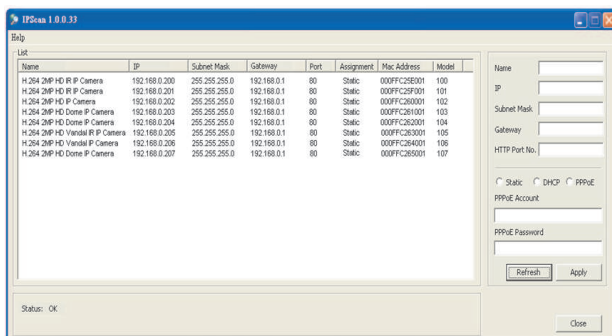 IPScan 1.0.0.33
Help
List
Name IP Subnet Mask Gateway Port Assignment Mac Address Model
H.264 2MP HD IR IP Camera 192.168.0.200 255.255.255.0 192.168.0.1 80 Static 000FFC25E001 100
H.264 2MP HD IR IP Camera 192.168.0.201 255.255.255.0 192.168.0.1 80 Static 000FFC25F001 101
H.264 2MP HD IP Camera 192.168.0.202 255.255.255.0 192.168.0.1 80 Static 000FFC260001 102
H.264 2MP HD Dome IP Camera 192.168.0.203 255.255.255.0 192.168.0.1 80 Static 000FFC261001 103
H.264 2MP HD Dome IP Camera 192.168.0.204 255.255.255.0 192.168.0.1 80 Static 000FFC262001 104
H.264 2MP HD Vandal IR IP Camera 192.168.0.205 255.255.255.0 192.168.0.1 80 Static 000FFC263001 105
H.264 2MP HD Vandal IP Camera 192.168.0.206 255.255.255.0 192.168.0.1 80 Static 000FFC264001 106
H.264 2MP HD Dome IP Camera 192.168.0.207 255.255.255.0 192.168.0.1 80 Static 000FFC265001 107
Name
IP
Subnet Mask
Gateway
HTTP Port No.
Static DHCP PPPoE
PPPoE Account
PPPoE Password
Refresh Apply
Status: OK
Close